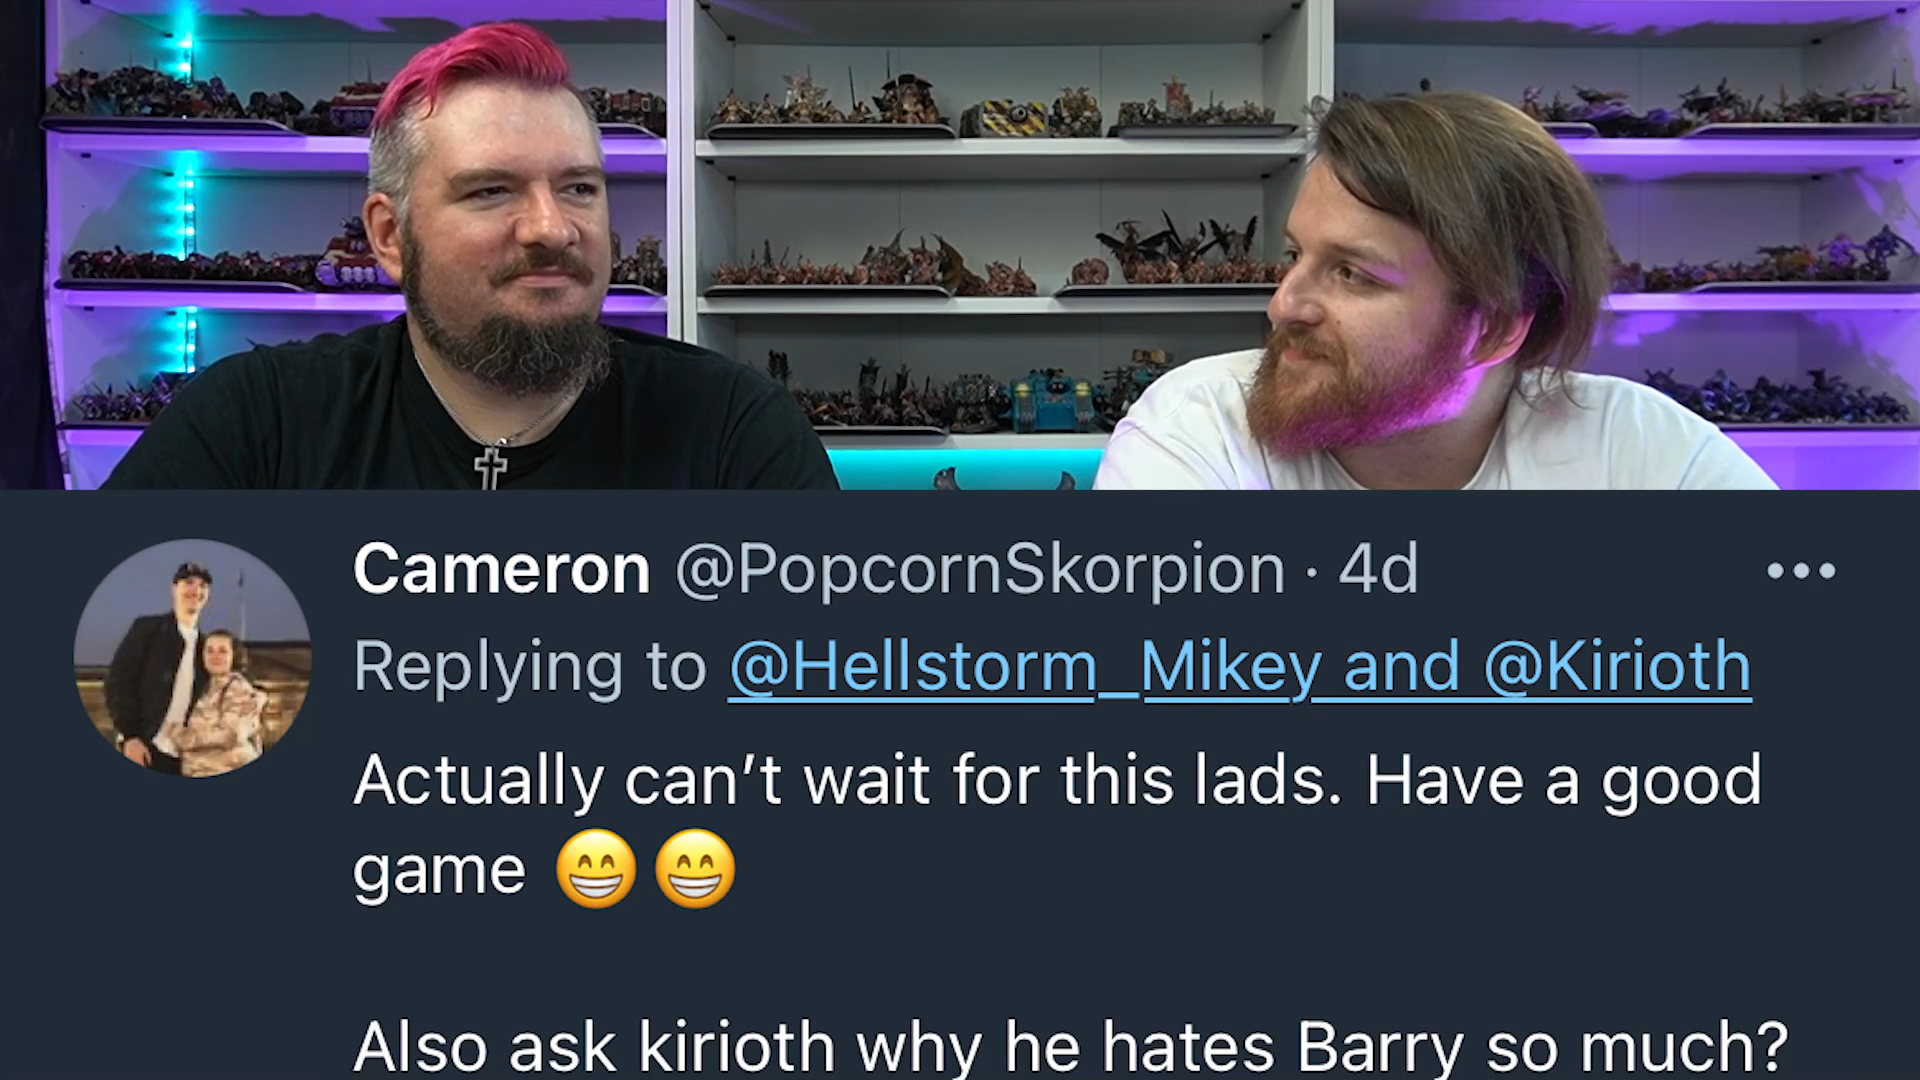 Cameron @PopcornSkorpion · 4d
Replying to @Hellstorm_Mikey and @Kirioth
Actually can’t wait for this lads. Have a good
game 😁 😁
Also ask kirioth why he hates Barry so much?